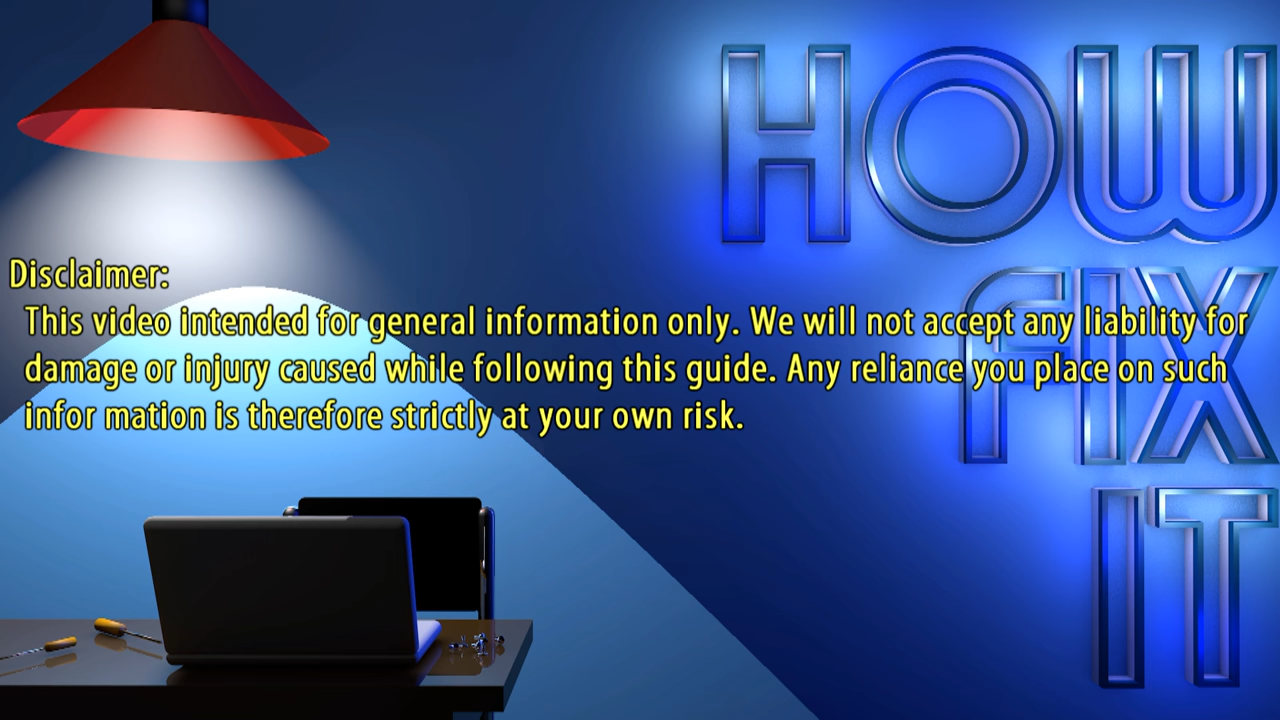 HOW
FIX
IT
Disclaimer:
This video intended for general information only. We will not accept any liability for
damage or injury caused while following this guide. Any reliance you place on such
infor mation is therefore strictly at your own risk.